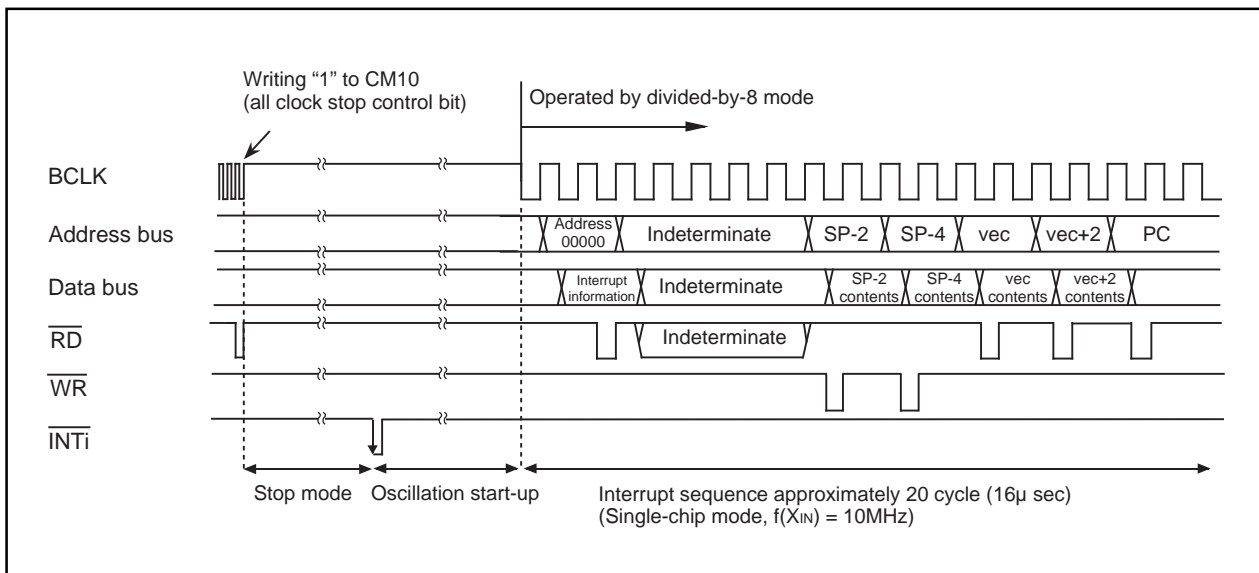 Writing “1” to CM10
(all clock stop control bit)
Operated by divided-by-8 mode
BCLK
Address bus
Address
00000
Indeterminate
SP-2
SP-4
vec
vec+2
PC
Data bus
Interrupt
information
Indeterminate
SP-2
contents
SP-4
contents
vec
contents
vec+2
contents
RD
Indeterminate
WR
INTi
Stop mode
Oscillation start-up
Interrupt sequence approximately 20 cycle (16μ sec)
(Single-chip mode, f(XIN) = 10MHz)